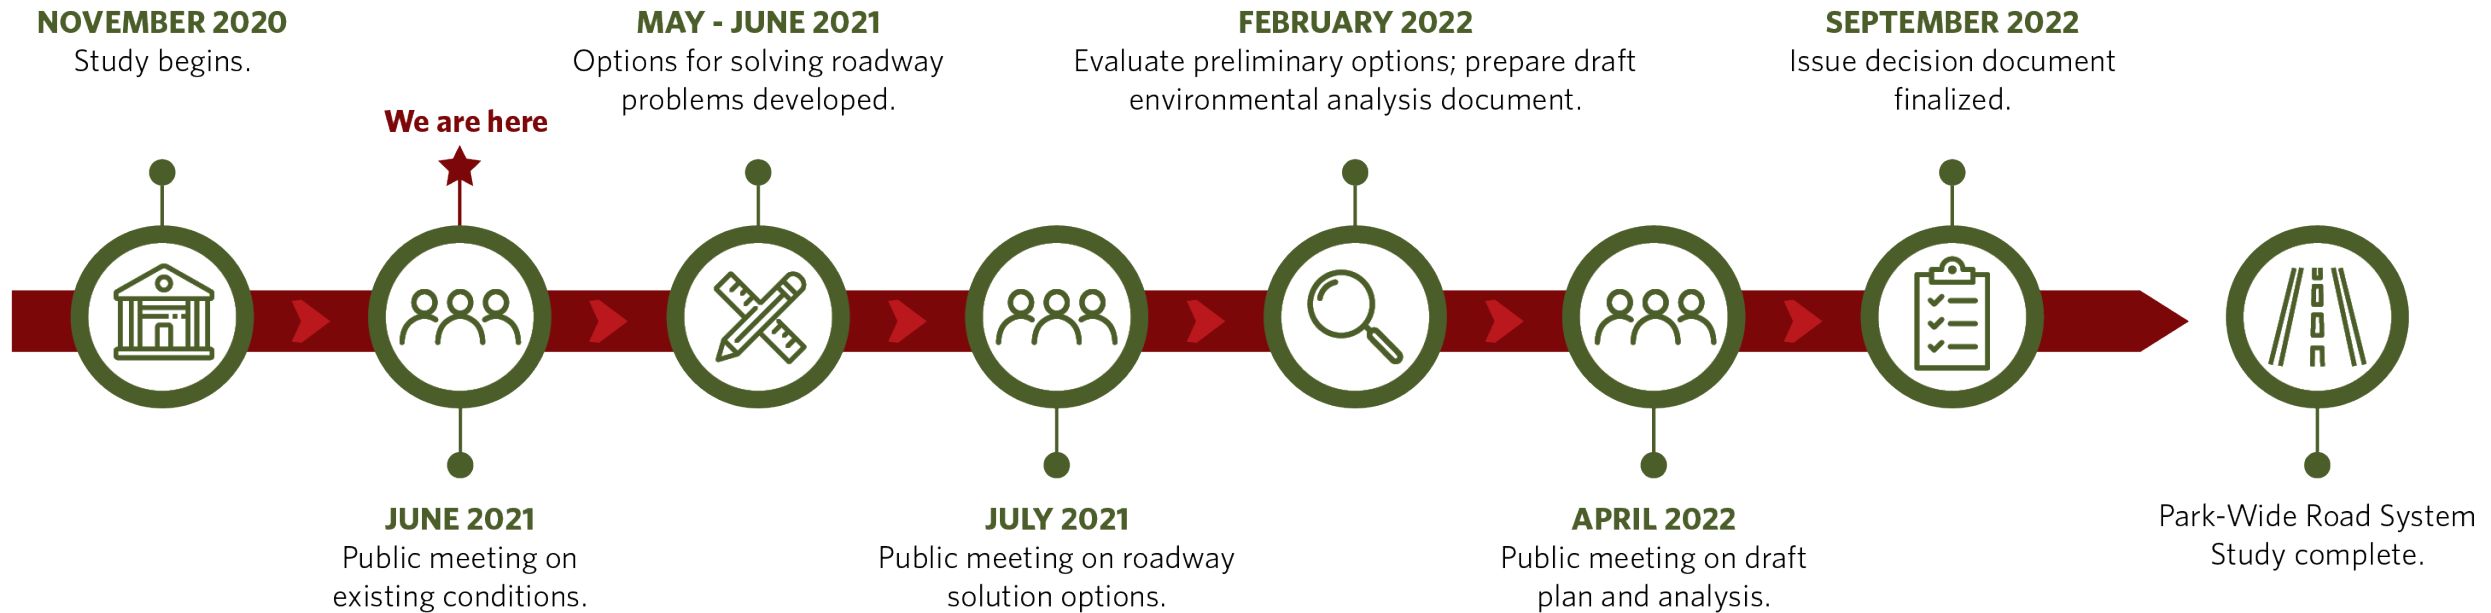 NOVEMBER 2020
Study begins.
We are here
JUNE 2021
Public meeting on
existing conditions.
MAY - JUNE 2021
Options for solving roadway
problems developed.
JULY 2021
Public meeting on roadway
solution options.
FEBRUARY 2022
Evaluate preliminary options; prepare draft
environmental analysis document.
APRIL 2022
Public meeting on draft
plan and analysis.
SEPTEMBER 2022
Issue decision document
finalized.
Park-Wide Road System
Study complete.